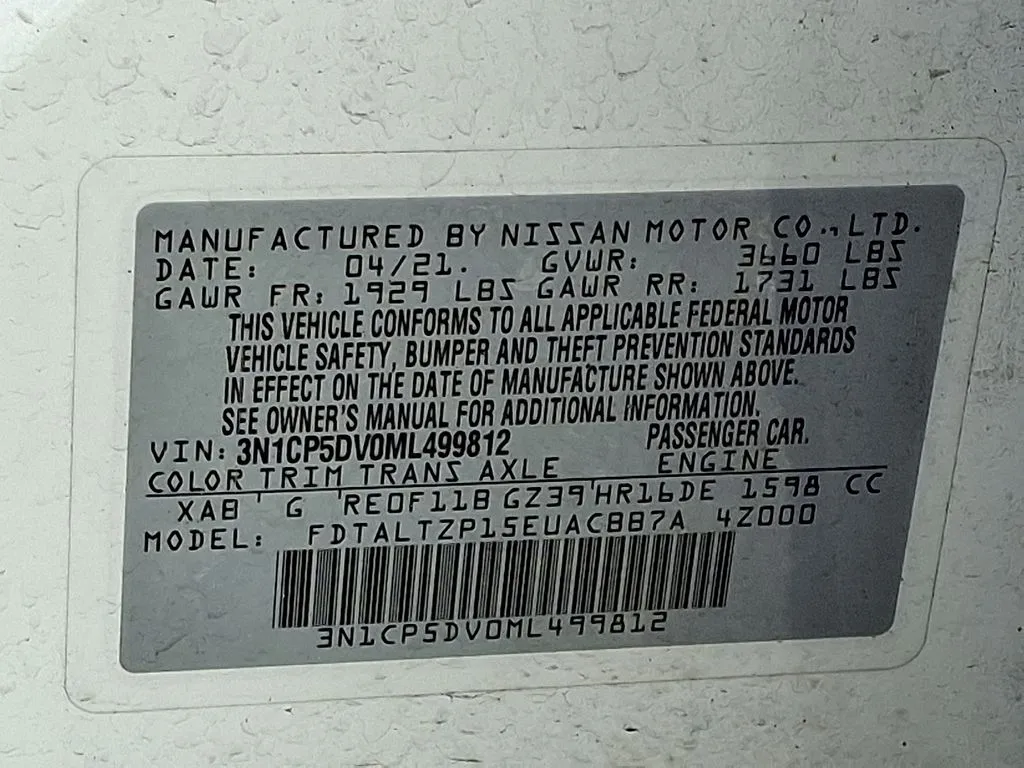 MANUFACTURED BY NISSAN MOTOR CO., LTD.
DATE: 04/21. GVWR: 3660 LBS
GAWR FR: 1929 LBS GAWR RR: 1731 LBS
THIS VEHICLE CONFORMS TO ALL APPLICABLE FEDERAL MOTOR
VEHICLE SAFETY, BUMPER AND THEFT PREVENTION STANDARDS
IN EFFECT ON THE DATE OF MANUFACTURE SHOWN ABOVE.
SEE OWNER'S MANUAL FOR ADDITIONAL INFORMATION.
VIN: 3N1CP5DV0ML499812 PASSENGER CAR.
COLOR TRIM TRANS AXLE ENGINE
XAB G RE0F11B GZ39 HR16DE 1598 CC
MODEL: FDTALTZP15EUACBB7A 4Z000
3N1CP5DV0ML499812